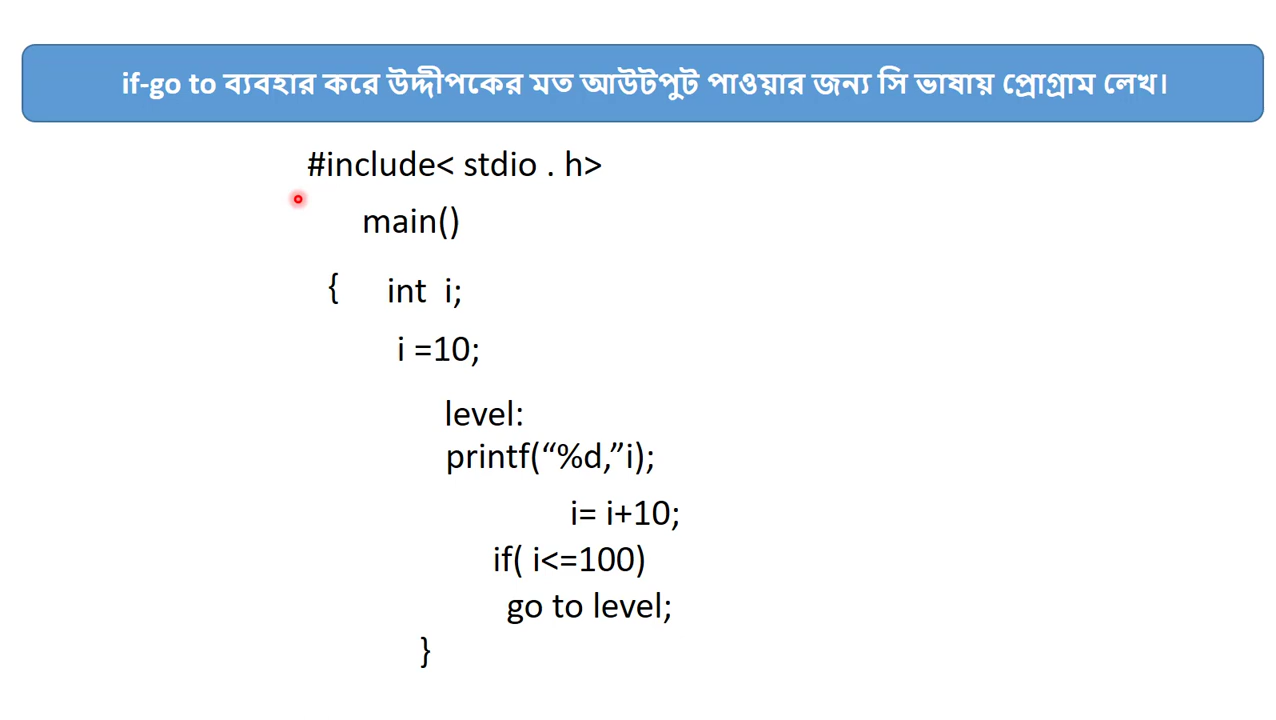 if-go to ব্যবহার করে উদ্দীপকের মত আউটপুট পাওয়ার জন্য সি ভাষায় প্রোগ্রাম লেখ।
#include< stdio . h>
main()
{ int i;
i =10;
level:
printf(“%d,”i);
i= i+10;
if( i<=100)
go to level;
}